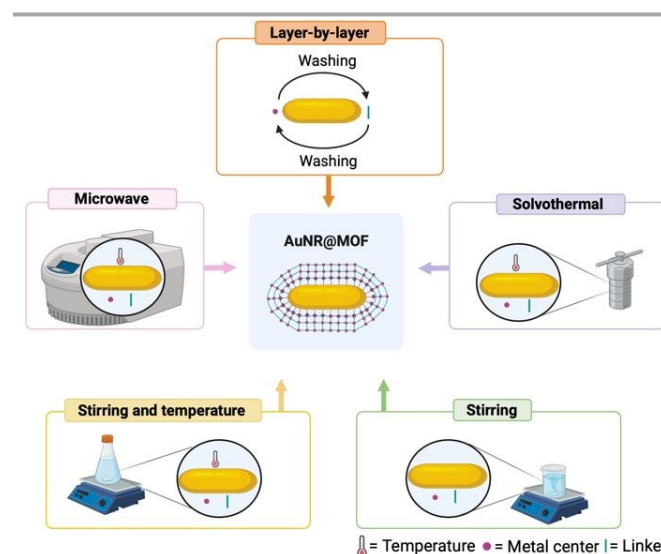 Layer-by-layer
Washing
Washing
Microwave
Solvothermal
AuNR@MOF
Stirring and temperature
Stirring
= Temperature = Metal center = Linke